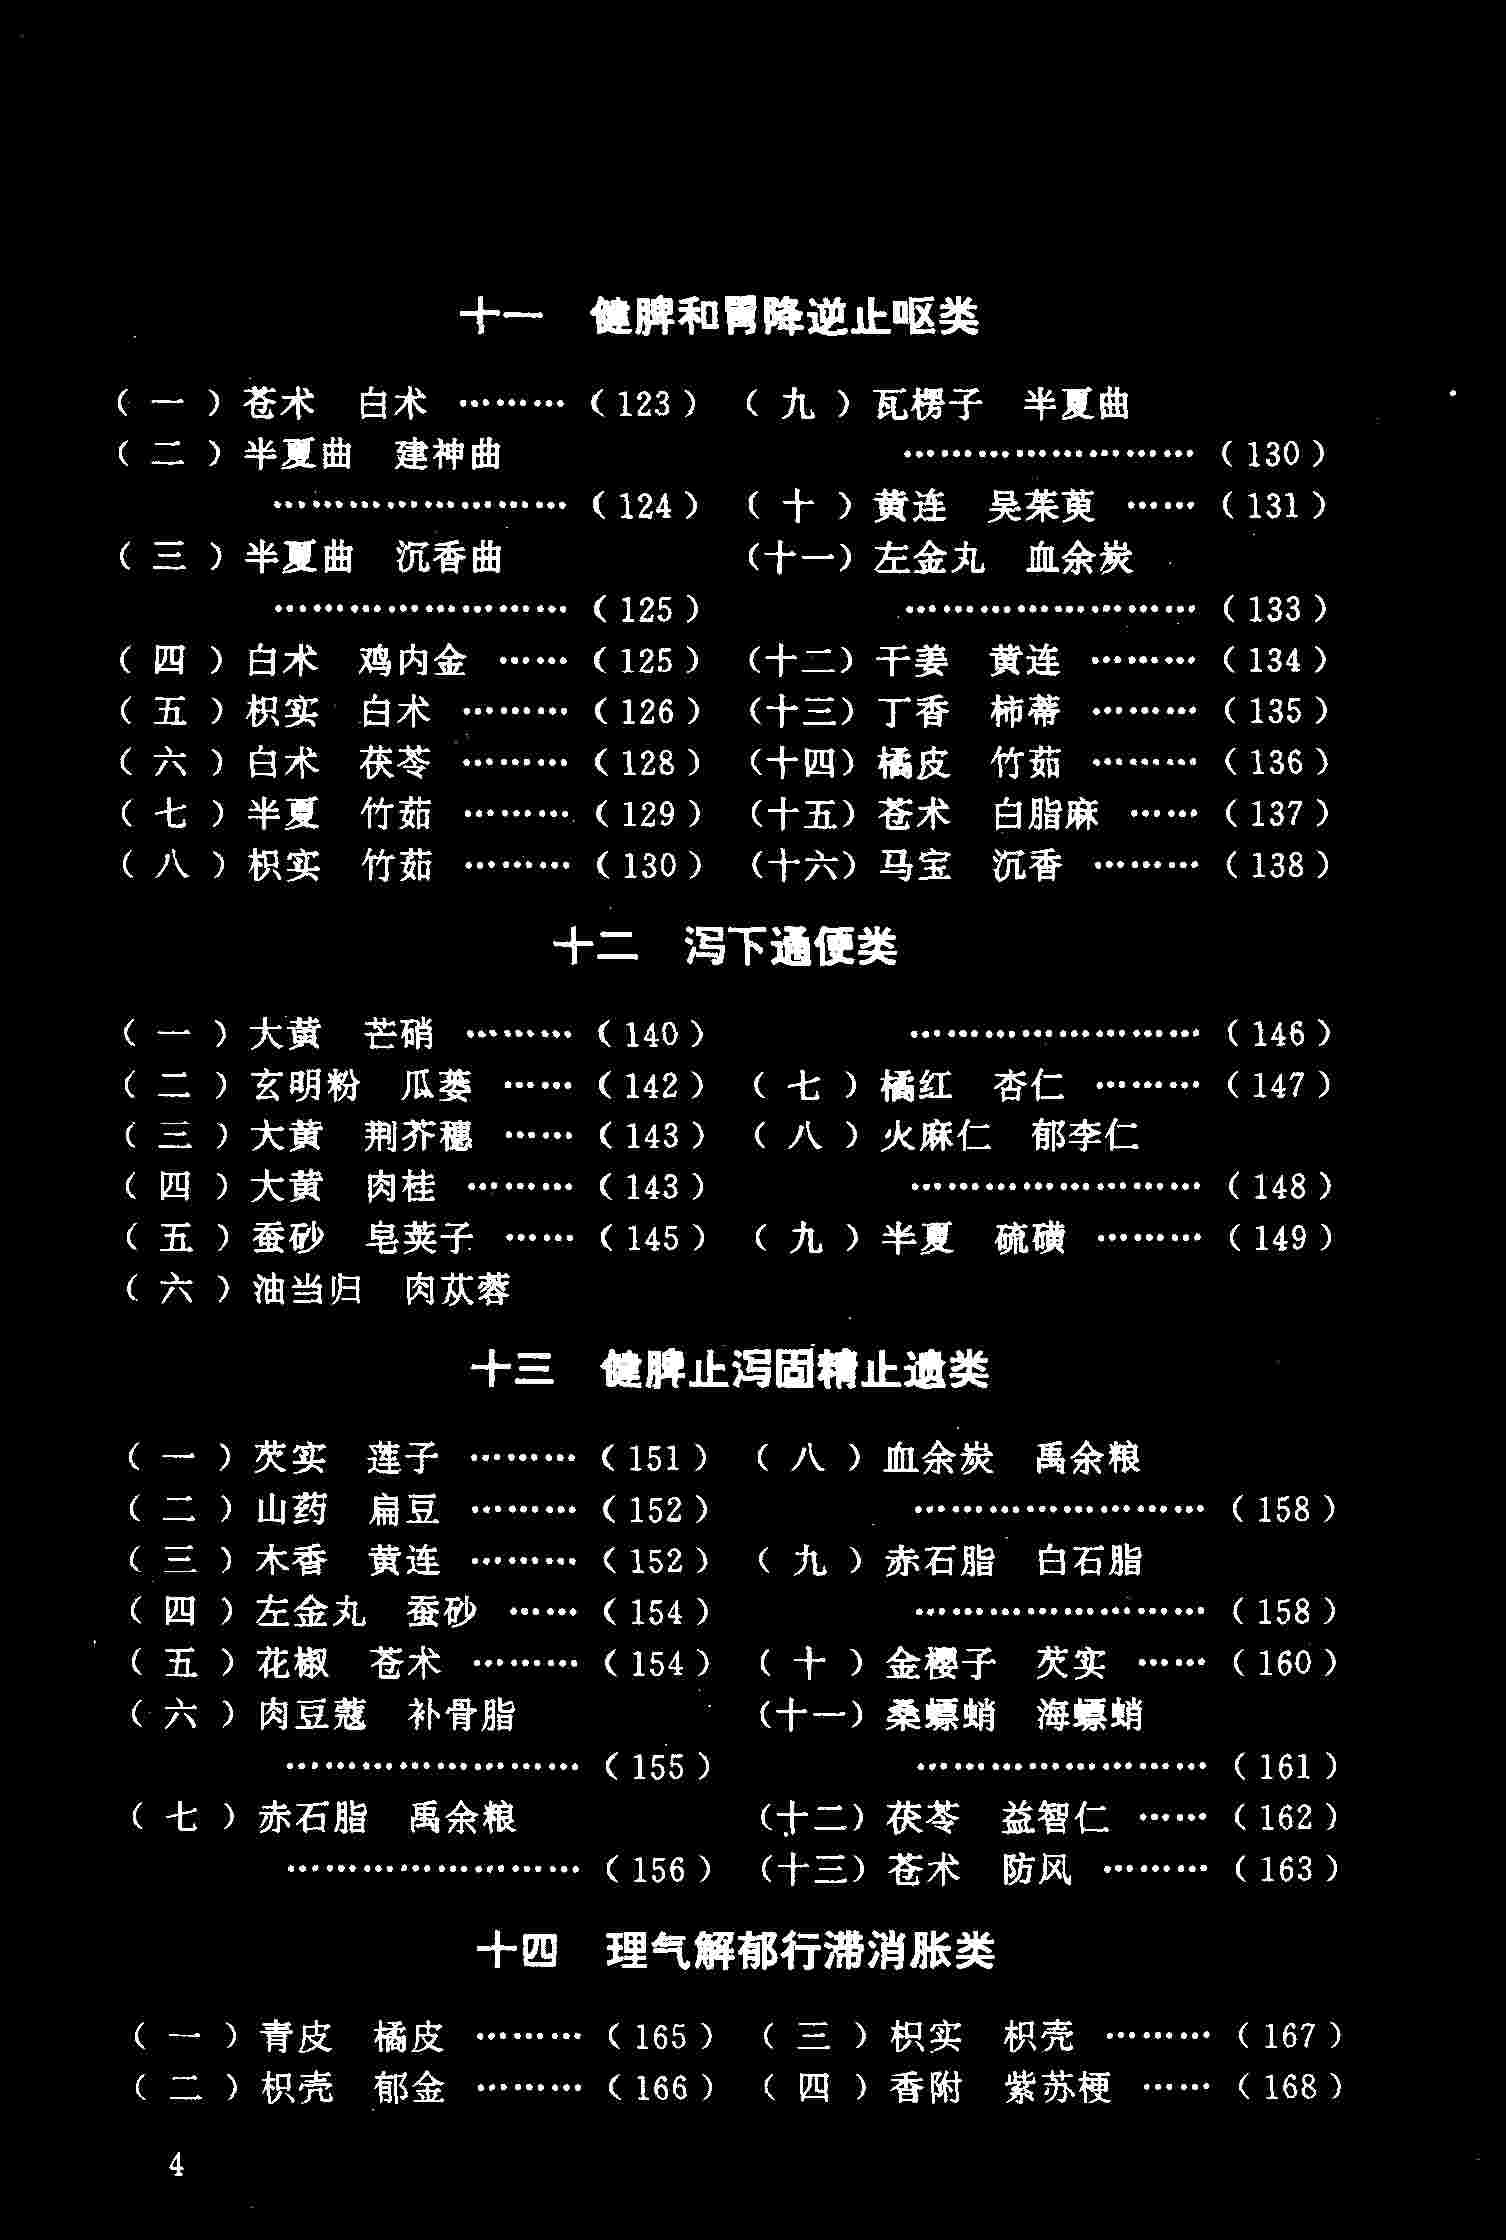 十一 健脾和胃降逆止呕类
（一）苍术 白术 ………（123）
（二）半夏曲 建神曲
……………………（124）
（三）半夏曲 沉香曲
……………………（125）
（四）白术 鸡内金 ……（125）
（五）枳实 白术 ………（126）
（六）白术 茯苓 ………（128）
（七）半夏 竹茹 ………（129）
（八）枳实 竹茹 ………（130）
（九）瓦楞子 半夏曲
……………………（130）
（十）黄连 吴茱萸 ……（131）
（十一）左金丸 血余炭
……………………（133）
（十二）干姜 黄连 ………（134）
（十三）丁香 柿蒂 ………（135）
（十四）橘皮 竹茹 ………（136）
（十五）苍术 白脂麻 ……（137）
（十六）马宝 沉香 ………（138）
十二 泻下通便类
（一）大黄 芒硝 ………（140）
（二）玄明粉 瓜蒌 ……（142）
（三）大黄 荆芥穗 ……（143）
（四）大黄 肉桂 ………（143）
（五）蚕砂 皂荚子 ……（145）
（六）油当归 肉苁蓉
……………………（146）
（七）橘红 杏仁 ………（147）
（八）火麻仁 郁李仁
……………………（148）
（九）半夏 硫磺 ………（149）
十三 健脾止泻固精止遗类
（一）芡实 莲子 ………（151）
（二）山药 扁豆 ………（152）
（三）木香 黄连 ………（152）
（四）左金丸 蚕砂 ……（154）
（五）花椒 苍术 ………（154）
（六）肉豆蔻 补骨脂
……………………（155）
（七）赤石脂 禹余粮
……………………（156）
（八）血余炭 禹余粮
……………………（158）
（九）赤石脂 白石脂
……………………（158）
（十）金樱子 芡实 ……（160）
（十一）桑螵蛸 海螵蛸
……………………（161）
（十二）茯苓 益智仁 ……（162）
（十三）苍术 防风 ………（163）
十四 理气解郁行滞消胀类
（一）青皮 橘皮 ………（165）
（二）枳壳 郁金 ………（166）
（三）枳实 枳壳 ………（167）
（四）香附 紫苏梗 ……（168）
4